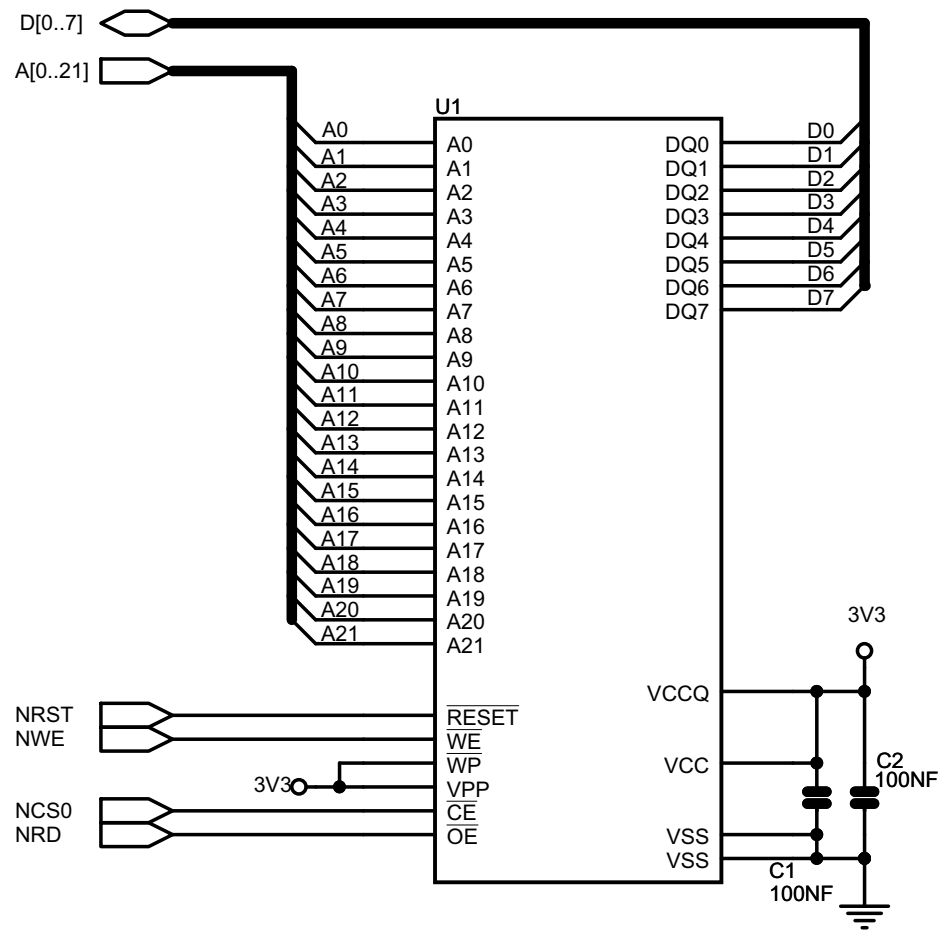 D[0..7]
A[0..21]
U1
A0 A0 DQ0 D0
A1 A1 DQ1 D1
A2 A2 DQ2 D2
A3 A3 DQ3 D3
A4 A4 DQ4 D4
A5 A5 DQ5 D5
A6 A6 DQ6 D6
A7 A7 DQ7 D7
A8 A8
A9 A9
A10 A10
A11 A11
A12 A12
A13 A13
A14 A14
A15 A15
A16 A16
A17 A17
A18 A18
A19 A19
A20 A20
A21 A21
3V3
VCCQ
NRST RESET
NWE WE
WP VCC
C2
100NF
3V3 VPP
NCS0 CE
NRD OE VSS
VSS
C1
100NF